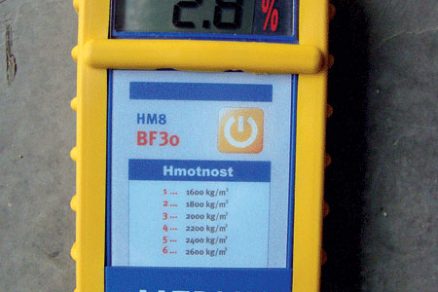 2.8 %
HM8
BF30
Hmotnost
1 ... 1600 kg/m³
2 ... 1800 kg/m³
3 ... 2000 kg/m³
4 ... 2200 kg/m³
5 ... 2400 kg/m³
6 ... 2600 kg/m³